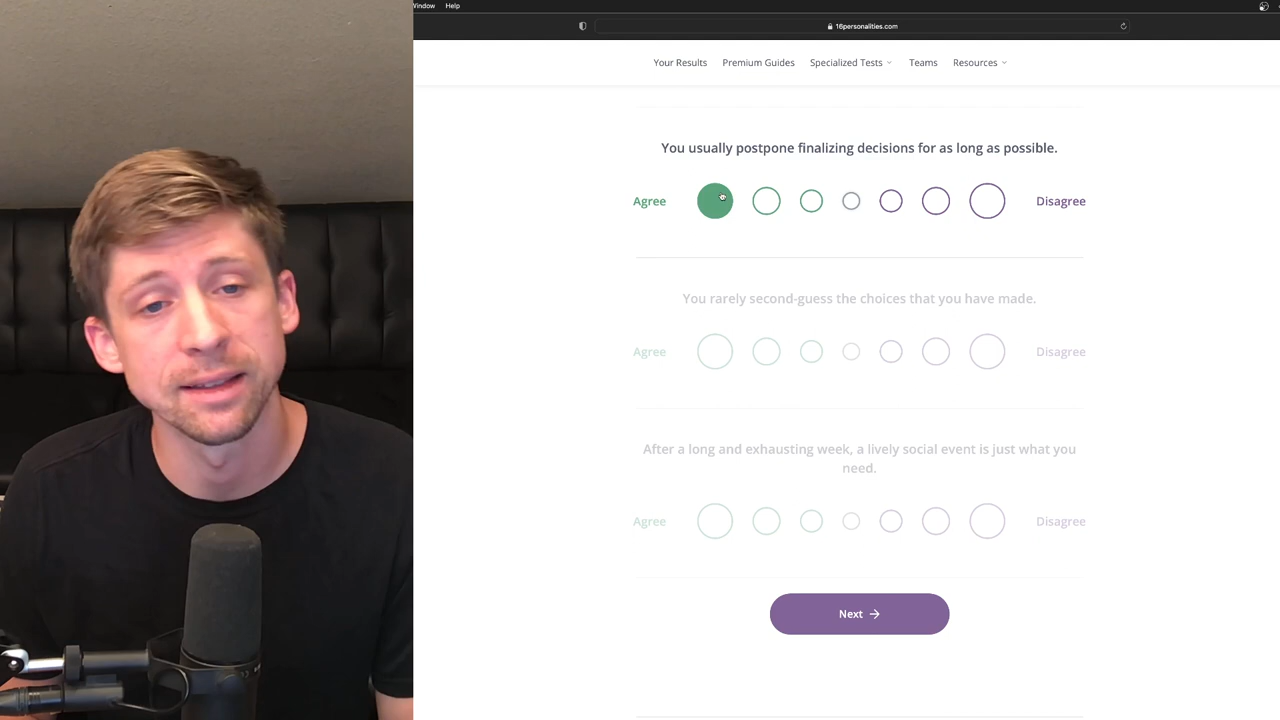 Window Help
16personalities.com
Your Results Premium Guides Specialized Tests Teams Resources
You usually postpone finalizing decisions for as long as possible.
Agree Disagree
You rarely second-guess the choices that you have made.
Agree Disagree
After a long and exhausting week, a lively social event is just what you
need.
Agree Disagree
Next →